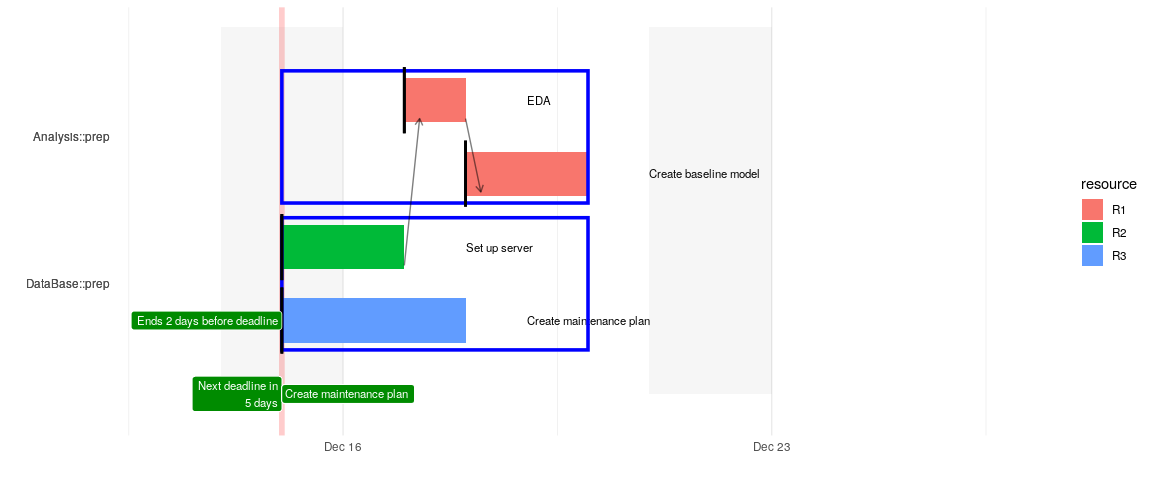 EDA
Analysis::prep
Create baseline model
resource
R1
R2
R3
Set up server
DataBase::prep
Ends 2 days before deadline
Create maintenance plan
Next deadline in
5 days
Create maintenance plan
Dec 16
Dec 23